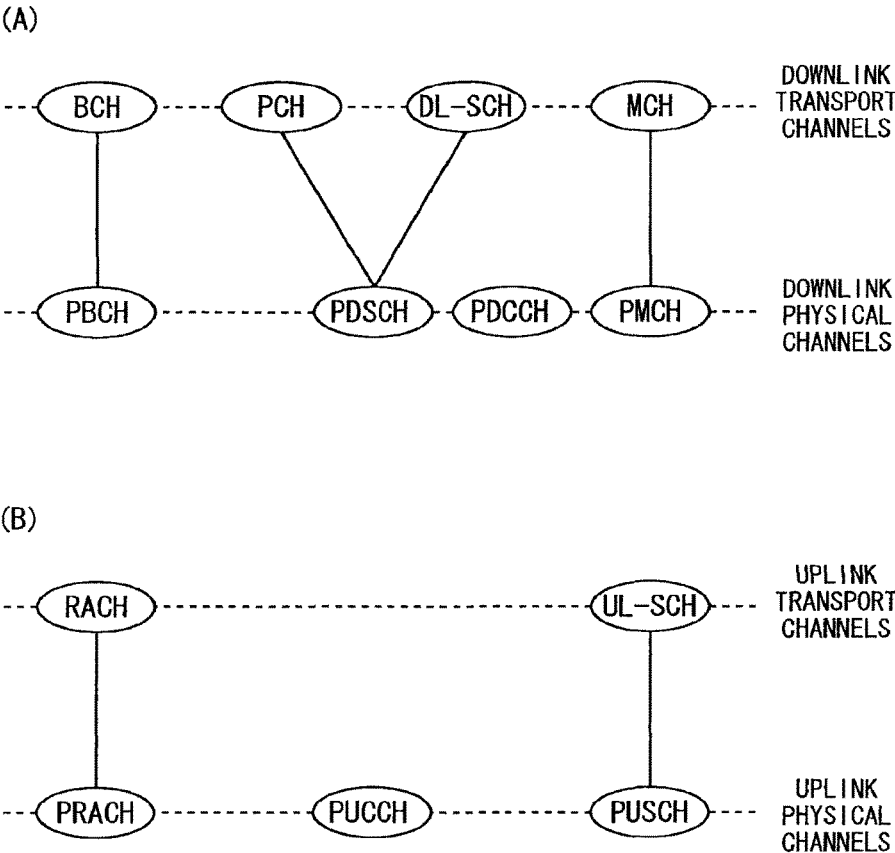 (A)
BCH PCH DL-SCH MCH
DOWNLINK
TRANSPORT
CHANNELS
PBCH PDSCH PDCCH PMCH
DOWNLINK
PHYSICAL
CHANNELS
(B)
RACH UL-SCH
UPLINK
TRANSPORT
CHANNELS
PRACH PUCCH PUSCH
UPLINK
PHYSICAL
CHANNELS